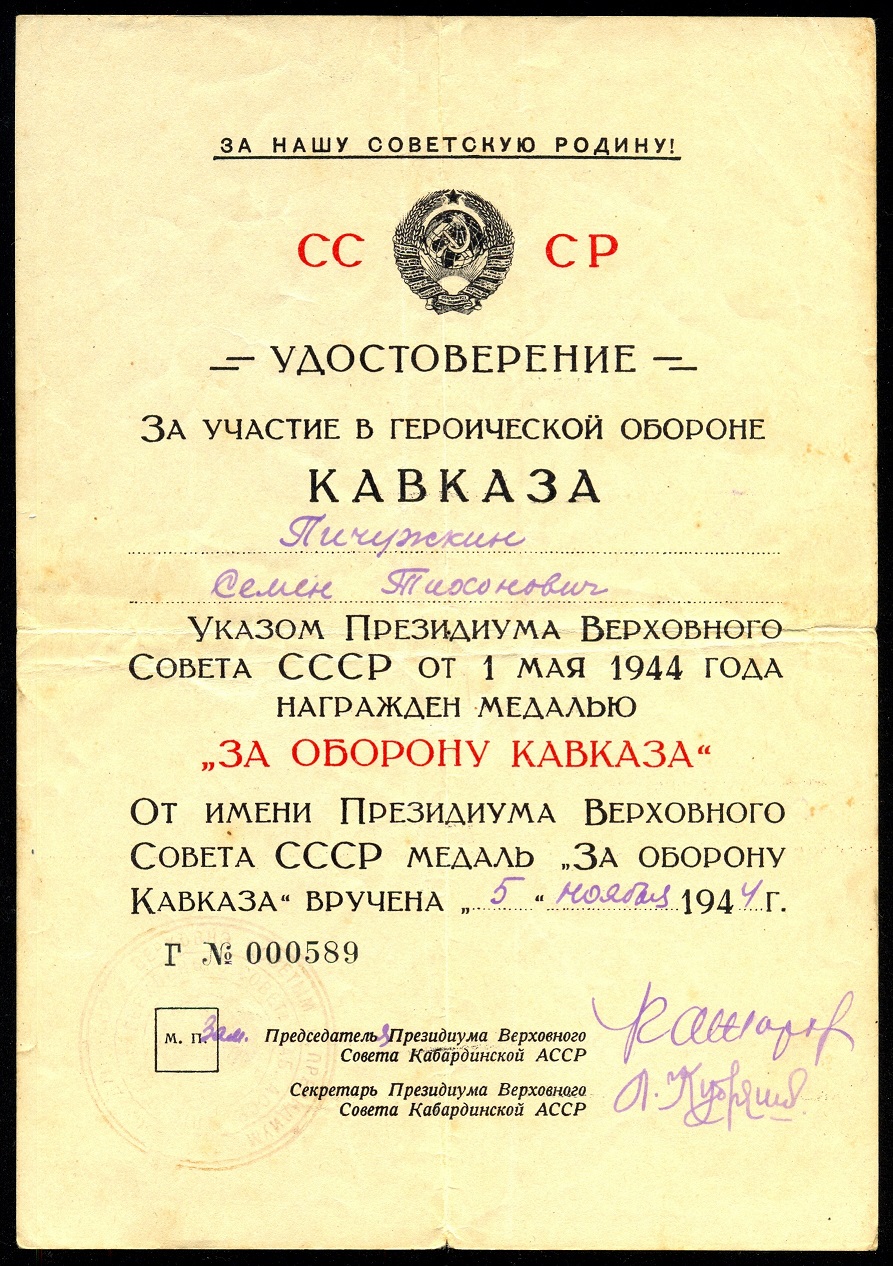 ЗА НАШУ СОВЕТСКУЮ РОДИНУ!
СС СР
УДОСТОВЕРЕНИЕ
ЗА УЧАСТИЕ В ГЕРОИЧЕСКОЙ ОБОРОНЕ
КАВКАЗА
Пичужкин
Семен Тихонович
УКАЗОМ ПРЕЗИДИУМА ВЕРХОВНОГО
СОВЕТА СССР ОТ 1 МАЯ 1944 ГОДА
НАГРАЖДЕН МЕДАЛЬЮ
„ЗА ОБОРОНУ КАВКАЗА“
ОТ ИМЕНИ ПРЕЗИДИУМА ВЕРХОВНОГО
СОВЕТА СССР МЕДАЛЬ „ЗА ОБОРОНУ
КАВКАЗА“ ВРУЧЕНА „5“ ноября 1944 Г.
Г № 000589
М. П. Зам. Председателья Президиума Верховного
Совета Кабардинской АССР
Секретарь Президиума Верховного
Совета Кабардинской АССР